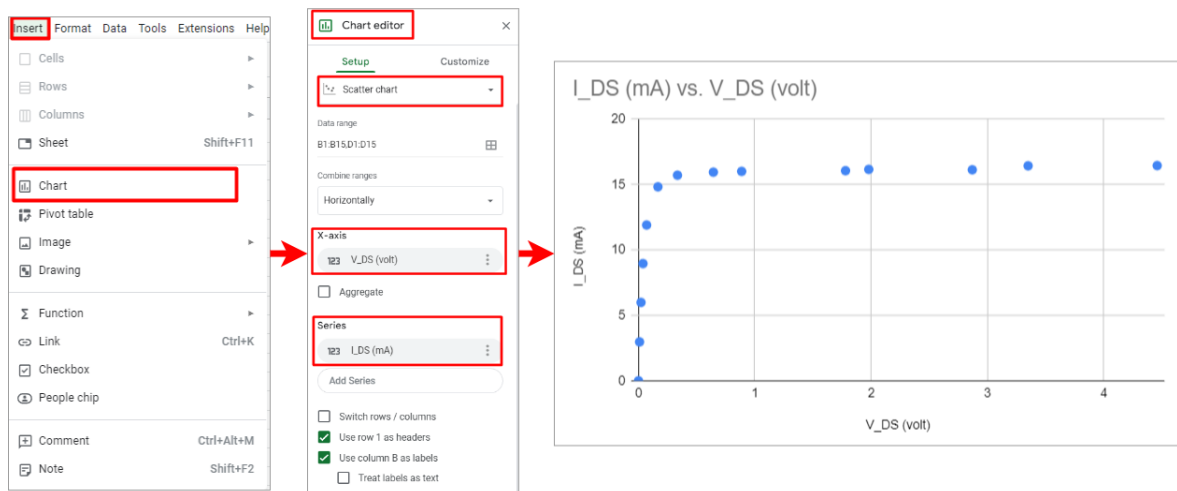 Insert Format Data Tools Extensions Help
Cells
Rows
Columns
Sheet Shift+F11
Chart
Pivot table
Image
Drawing
Σ Function
Link Ctrl+K
Checkbox
People chip
Comment Ctrl+Alt+M
Note Shift+F2
Chart editor
Setup Customize
Scatter chart
Data range
B1:B15,D1:D15
Combine ranges
Horizontally
X-axis
123 V_DS (volt)
Aggregate
Series
123 I_DS (mA)
Add Series
Switch rows / columns
Use row 1 as headers
Use column B as labels
Treat labels as text
I_DS (mA) vs. V_DS (volt)
I_DS (mA)
20
15
10
5
0
0 1 2 3 4
V_DS (volt)